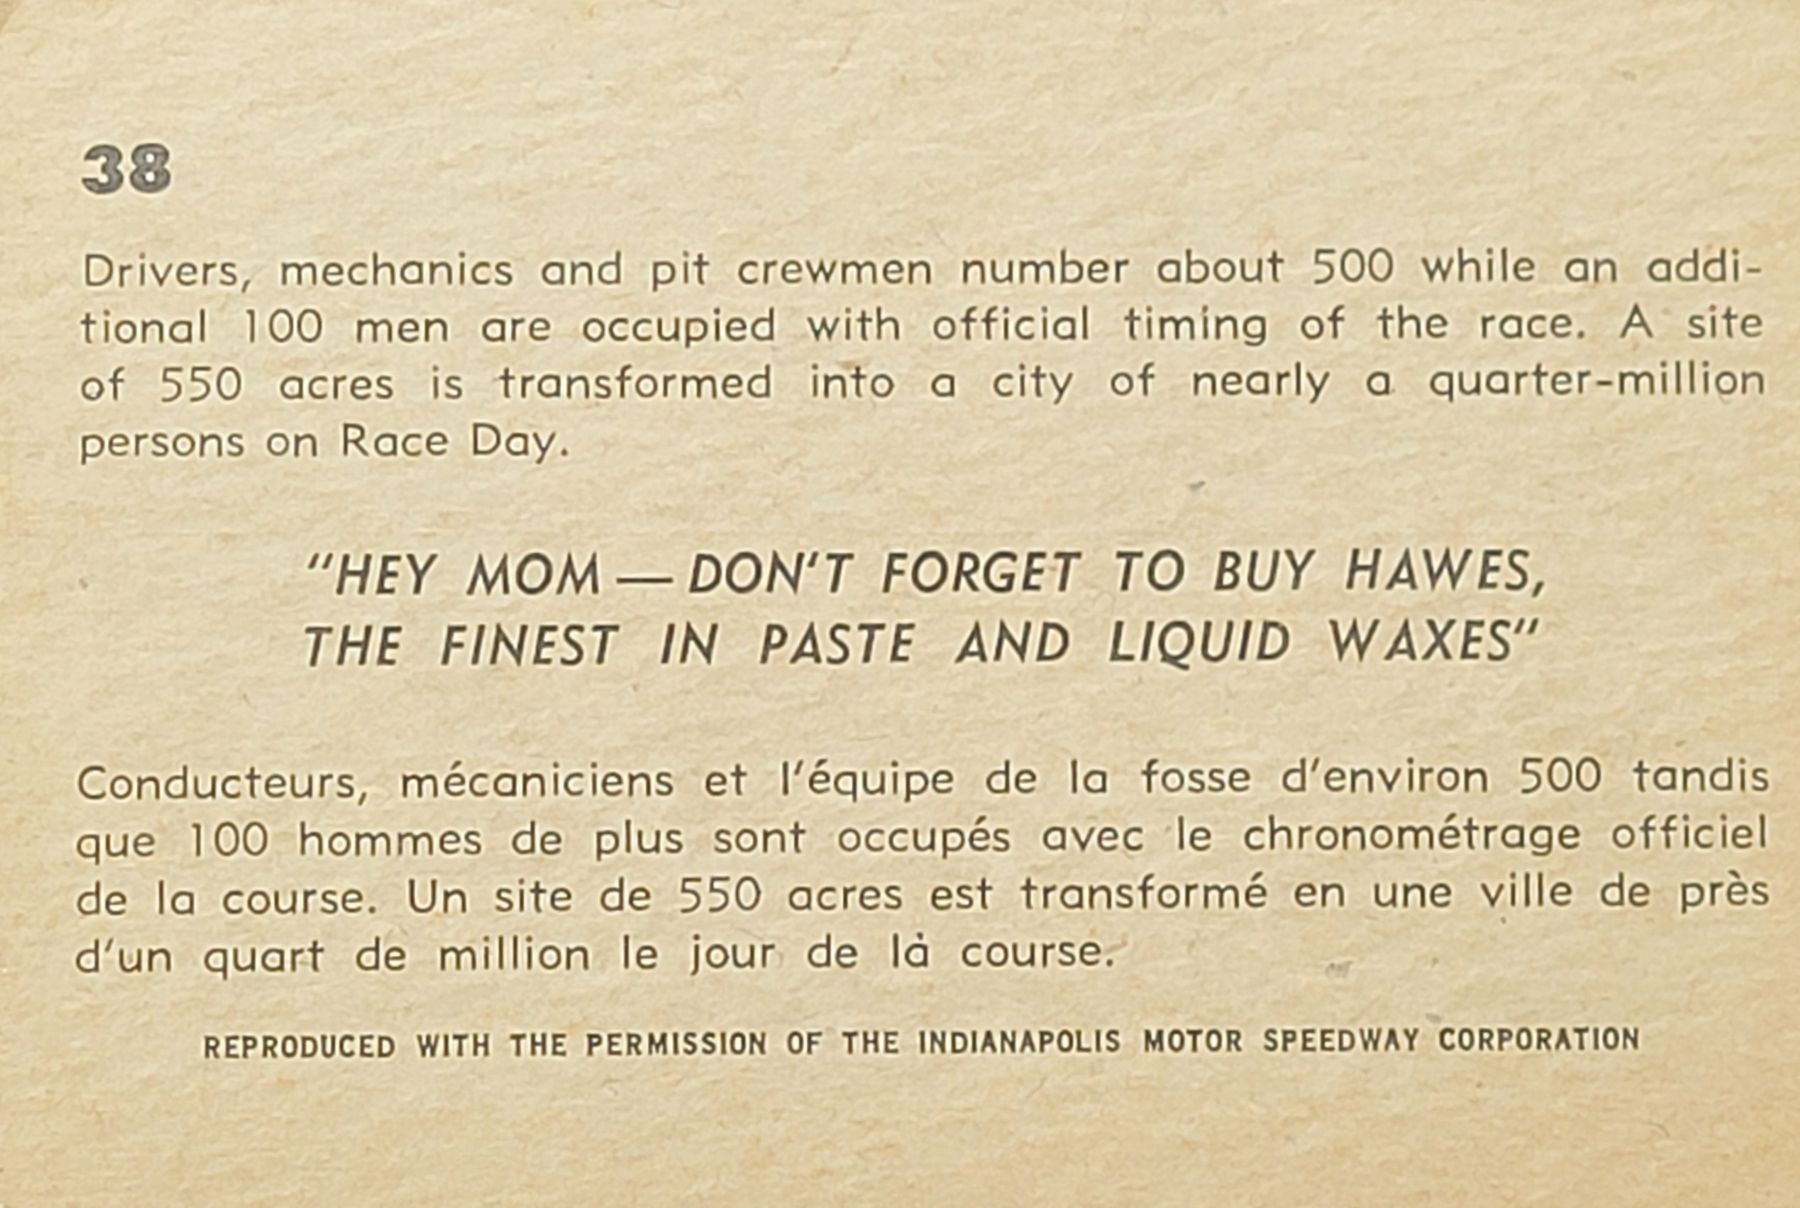 38
Drivers, mechanics and pit crewmen number about 500 while an addi-
tional 100 men are occupied with official timing of the race. A site
of 550 acres is transformed into a city of nearly a quarter-million
persons on Race Day.
"HEY MOM — DON'T FORGET TO BUY HAWES,
THE FINEST IN PASTE AND LIQUID WAXES"
Conducteurs, mécaniciens et l'équipe de la fosse d'environ 500 tandis
que 100 hommes de plus sont occupés avec le chronométrage officiel
de la course. Un site de 550 acres est transformé en une ville de près
d'un quart de million le jour de la course.
REPRODUCED WITH THE PERMISSION OF THE INDIANAPOLIS MOTOR SPEEDWAY CORPORATION